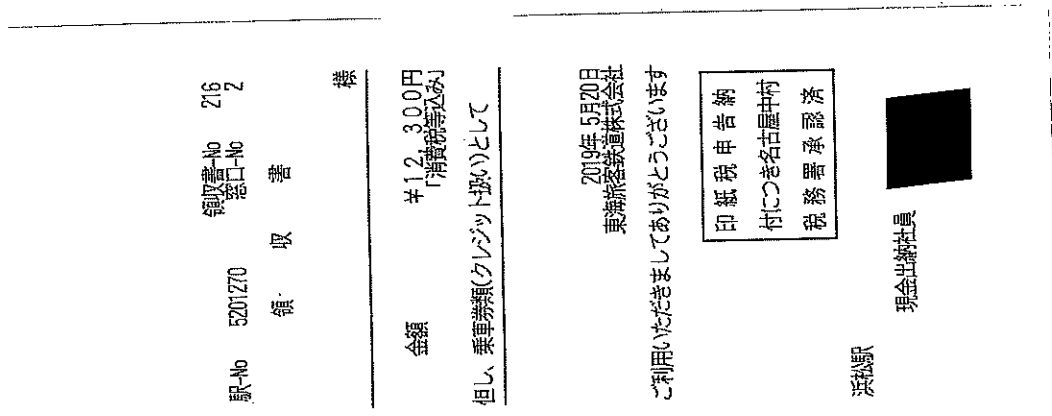 領収書-No 216
駅-No 5201270 窓口-No 2
領 収 書
様
金額 ¥12,300円
「消費税等込み」
但し、乗車券類(クレジット扱い)として
2019年 5月20日
東海旅客鉄道株式会社
ご利用いただきましてありがとうございます
印紙税申告納
付につき名古屋中村
税務署承認済
浜松駅
現金出納社員